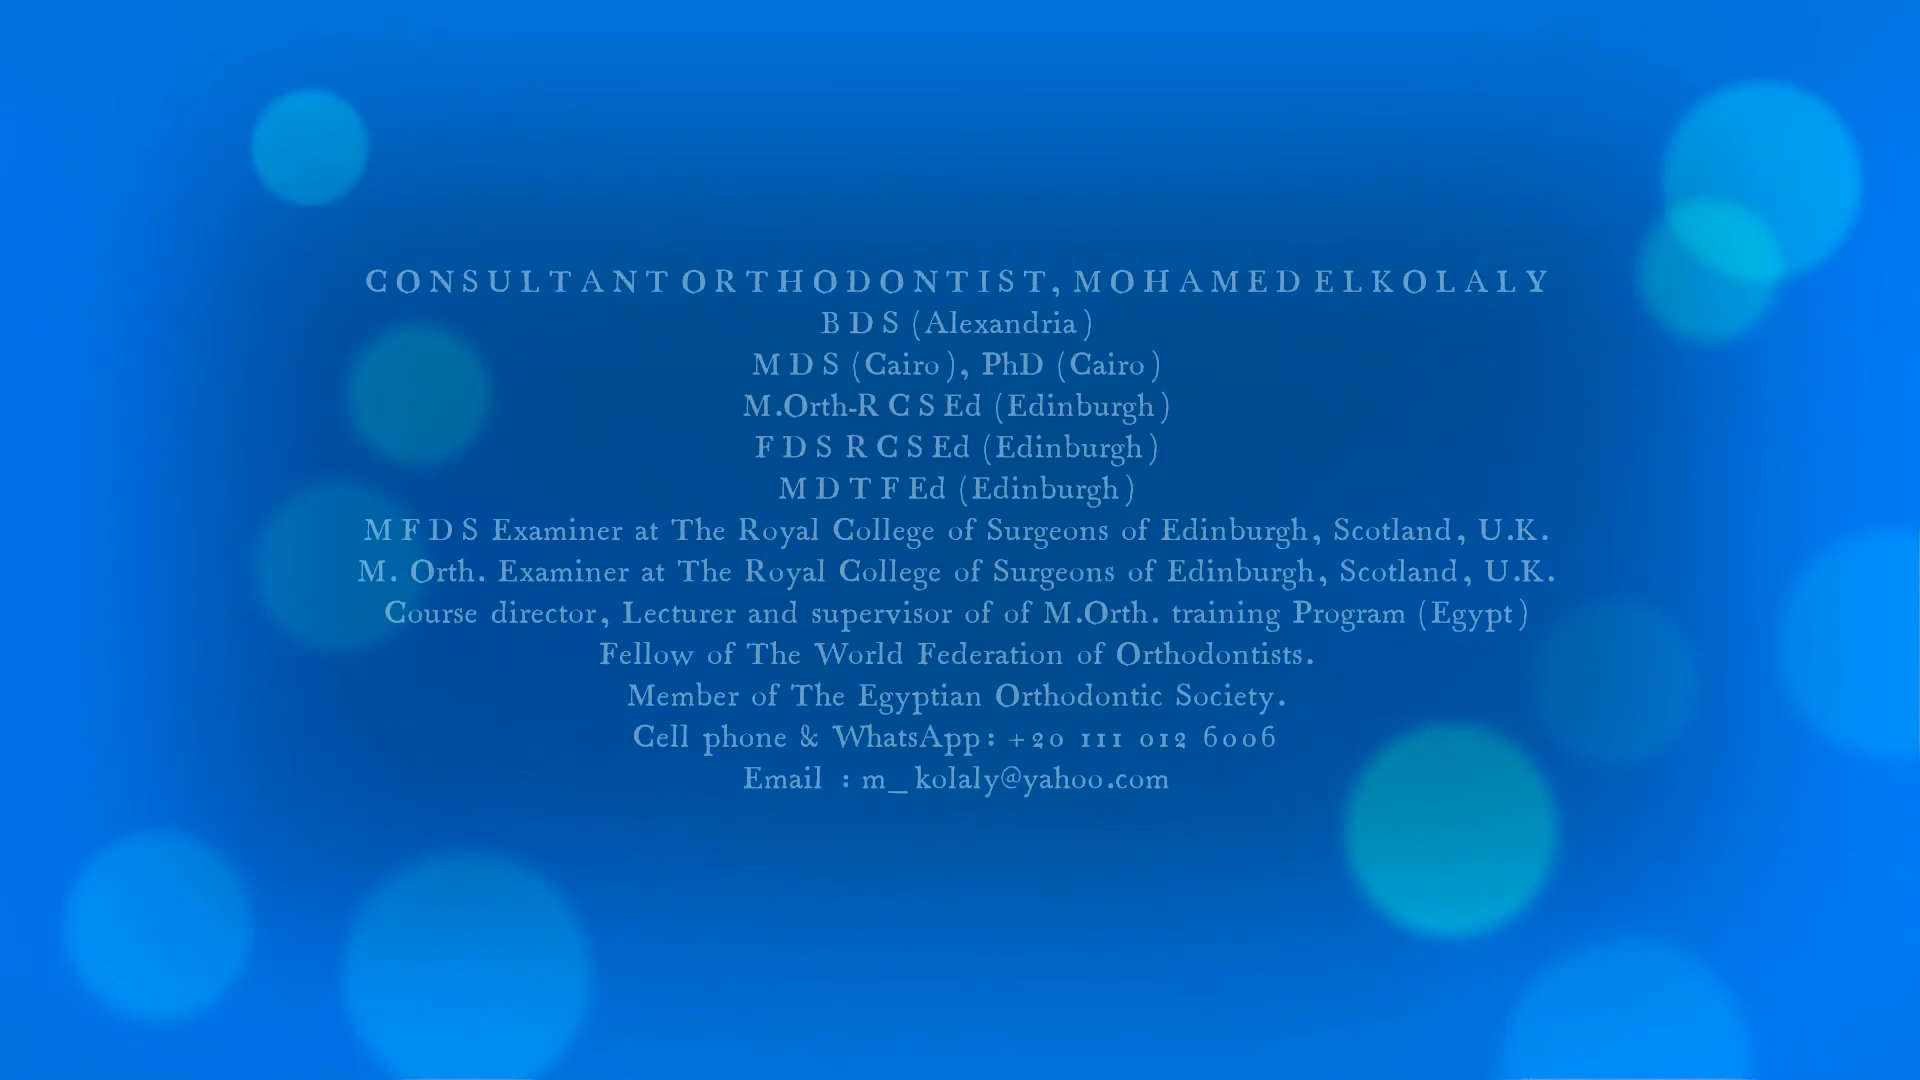 CONSULTANT ORTHODONTIST, MOHAMED ELKOLALY
B D S (Alexandria)
M D S (Cairo), PhD (Cairo)
M.Orth-R C S Ed (Edinburgh)
F D S R C S Ed (Edinburgh)
M D T F Ed (Edinburgh)
M F D S Examiner at The Royal College of Surgeons of Edinburgh, Scotland, U.K.
M. Orth. Examiner at The Royal College of Surgeons of Edinburgh, Scotland, U.K.
Course director, Lecturer and supervisor of of M.Orth. training Program (Egypt)
Fellow of The World Federation of Orthodontists.
Member of The Egyptian Orthodontic Society.
Cell phone & WhatsApp: +20 111 012 6006
Email : m_kolaly@yahoo.com